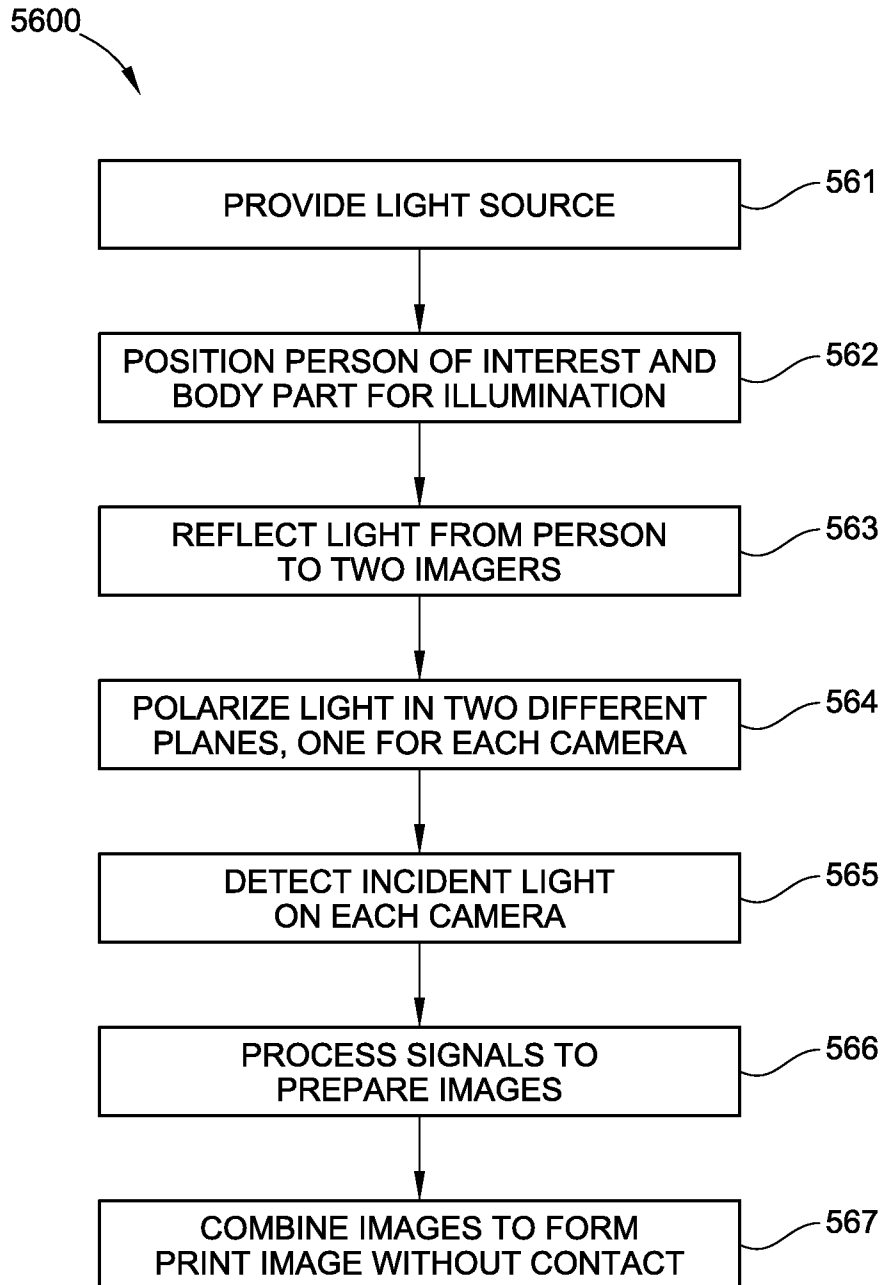 5600
PROVIDE LIGHT SOURCE
561
POSITION PERSON OF INTEREST AND
BODY PART FOR ILLUMINATION
562
REFLECT LIGHT FROM PERSON
TO TWO IMAGERS
563
POLARIZE LIGHT IN TWO DIFFERENT
PLANES, ONE FOR EACH CAMERA
564
DETECT INCIDENT LIGHT
ON EACH CAMERA
565
PROCESS SIGNALS TO
PREPARE IMAGES
566
COMBINE IMAGES TO FORM
PRINT IMAGE WITHOUT CONTACT
567